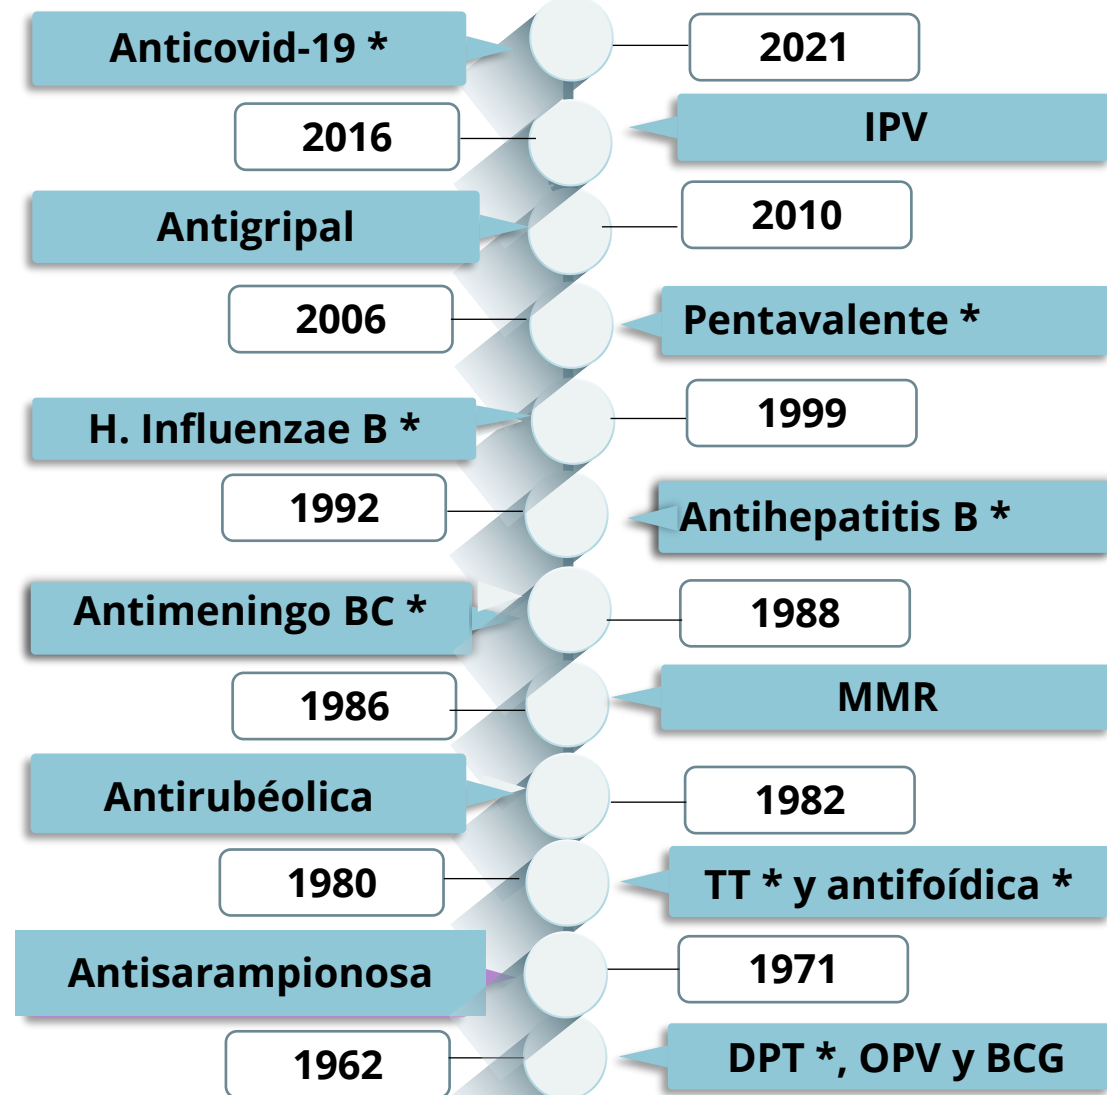 Anticovid-19 *
2021
2016
IPV
Antigripal
2010
2006
Pentavalente *
H. Influenzae B *
1999
1992
Antihepatitis B *
Antimeningo BC *
1988
1986
MMR
Antirubéolica
1982
1980
TT * y antifoídica *
Antisarampionosa
1971
1962
DPT *, OPV y BCG